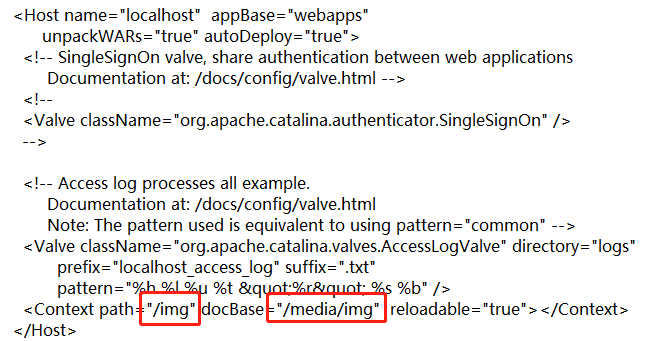 <Host name="localhost"  appBase="webapps"
unpackWARs="true" autoDeploy="true">
<!-- SingleSignOn valve, share authentication between web applications
Documentation at: /docs/config/valve.html -->
<!--
<Valve className="org.apache.catalina.authenticator.SingleSignOn" />
-->
<!-- Access log processes all example.
Documentation at: /docs/config/valve.html
Note: The pattern used is equivalent to using pattern="common" -->
<Valve className="org.apache.catalina.valves.AccessLogValve" directory="logs"
prefix="localhost_access_log" suffix=".txt"
pattern="%h %l %u %t &quot;%r&quot; %s %b" />
<Context path="/img" docBase="/media/img" reloadable="true"></Context>
</Host>